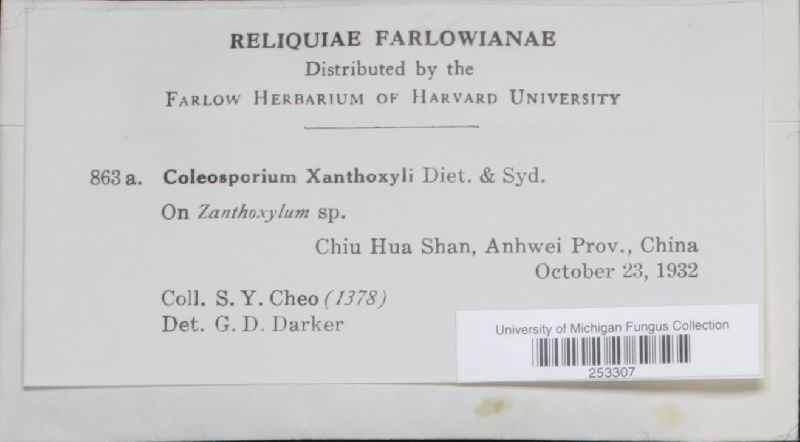 RELIQUIAE FARLOWIANAE
Distributed by the
FARLOW HERBARIUM OF HARVARD UNIVERSITY
863 a. Coleosporium Xanthoxyli Diet. & Syd.
On Zanthoxylum sp.
Chiu Hua Shan, Anhwei Prov., China
October 23, 1932
Coll. S. Y. Cheo (1378)
Det. G. D. Darker
University of Michigan Fungus Collection
253307